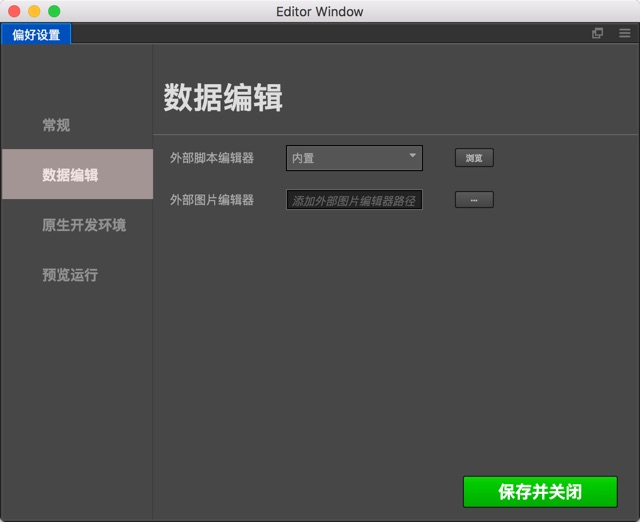 Editor Window
偏好设置
数据编辑
常规
数据编辑
原生开发环境
预览运行
外部脚本编辑器 内置 浏览
外部图片编辑器 添加外部图片编辑器路径 ...
保存并关闭